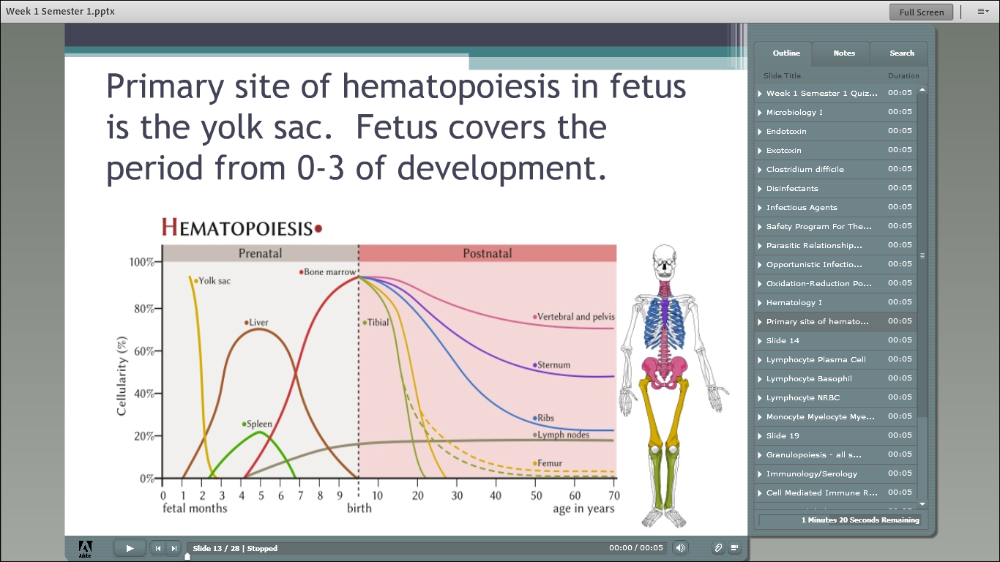 Week 1 Semester 1.pptx
Full Screen
Primary site of hematopoiesis in fetus
is the yolk sac.  Fetus covers the
period from 0-3 of development.
HEMATOPOIESIS•
Prenatal
Postnatal
100%
80%
60%
40%
20%
0%
Cellularity (%)
Yolk sac
Bone marrow
Liver
Spleen
Tibial
Vertebral and pelvis
Sternum
Ribs
Lymph nodes
Femur
0 1 2 3 4 5 6 7 8 9 10 20 30 40 50 60 70
fetal months birth age in years
Outline Notes Search
Slide Title Duration
Week 1 Semester 1 Quiz... 00:05
Microbiology I 00:05
Endotoxin 00:05
Exotoxin 00:05
Clostridium difficile 00:05
Disinfectants 00:05
Infectious Agents 00:05
Safety Program For The... 00:05
Parasitic Relationship... 00:05
Opportunistic Infectio... 00:05
Oxidation-Reduction Po... 00:05
Hematology I 00:05
Primary site of hemato... 00:05
Slide 14 00:05
Lymphocyte Plasma Cell 00:05
Lymphocyte Basophil 00:05
Lymphocyte NRBC 00:05
Monocyte Myelocyte Mye... 00:05
Slide 19 00:05
Granulopoiesis - all s... 00:05
Immunology/Serology 00:05
Cell Mediated Immune R... 00:05
1 Minutes 20 Seconds Remaining
Adobe
Slide 13 / 28 | Stopped
00:00 / 00:05